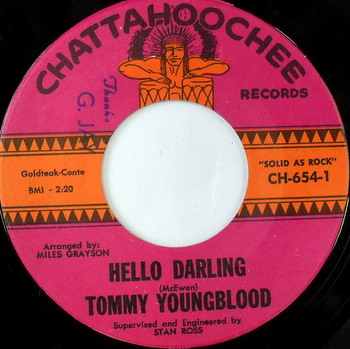 CHATTAHOOCHEE
RECORDS
Thanks
Goldteak-Conte
BMI - 2:20
"SOLID AS ROCK"
CH-654-1
Arranged by:
MILES GRAYSON
HELLO DARLING
(McEwen)
TOMMY YOUNGBLOOD
Supervised and Engineered by
STAN ROSS